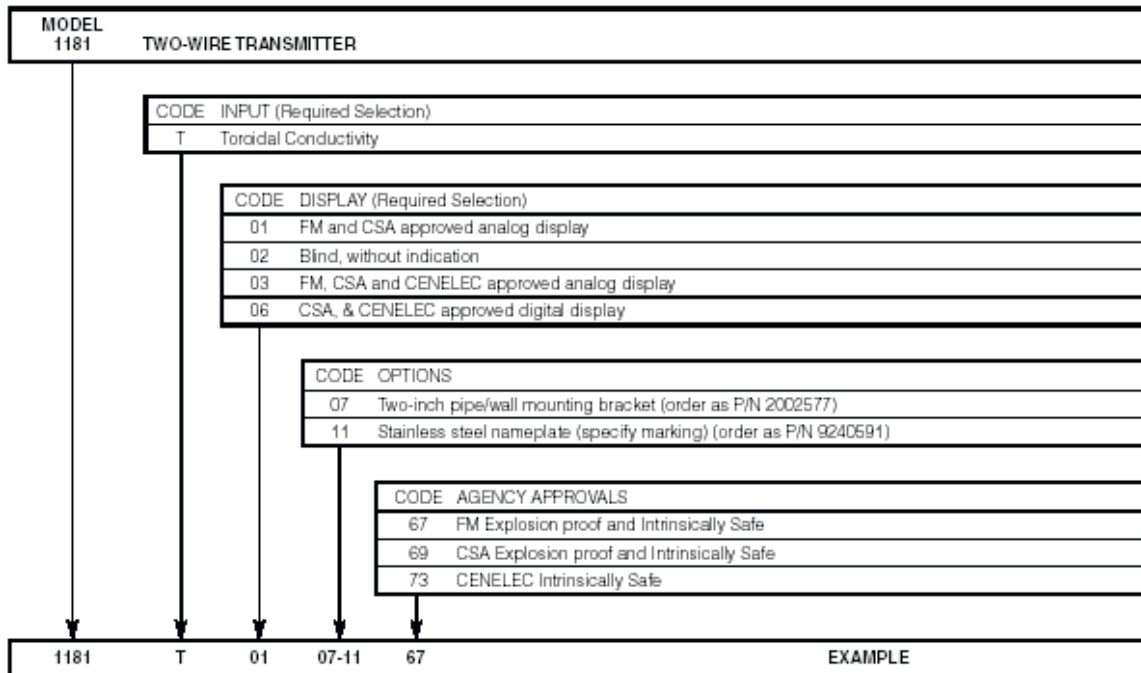 MODEL
1181 TWO-WIRE TRANSMITTER
CODE INPUT (Required Selection)
T Toroidal Conductivity
CODE DISPLAY (Required Selection)
01 FM and CSA approved analog display
02 Blind, without indication
03 FM, CSA and CENELEC approved analog display
06 CSA, & CENELEC approved digital display
CODE OPTIONS
07 Two-inch pipe/wall mounting bracket (order as P/N 2002577)
11 Stainless steel nameplate (specify marking) (order as P/N 9240591)
CODE AGENCY APPROVALS
67 FM Explosion proof and Intrinsically Safe
69 CSA Explosion proof and Intrinsically Safe
73 CENELEC Intrinsically Safe
1181 T 01 07-11 67 EXAMPLE